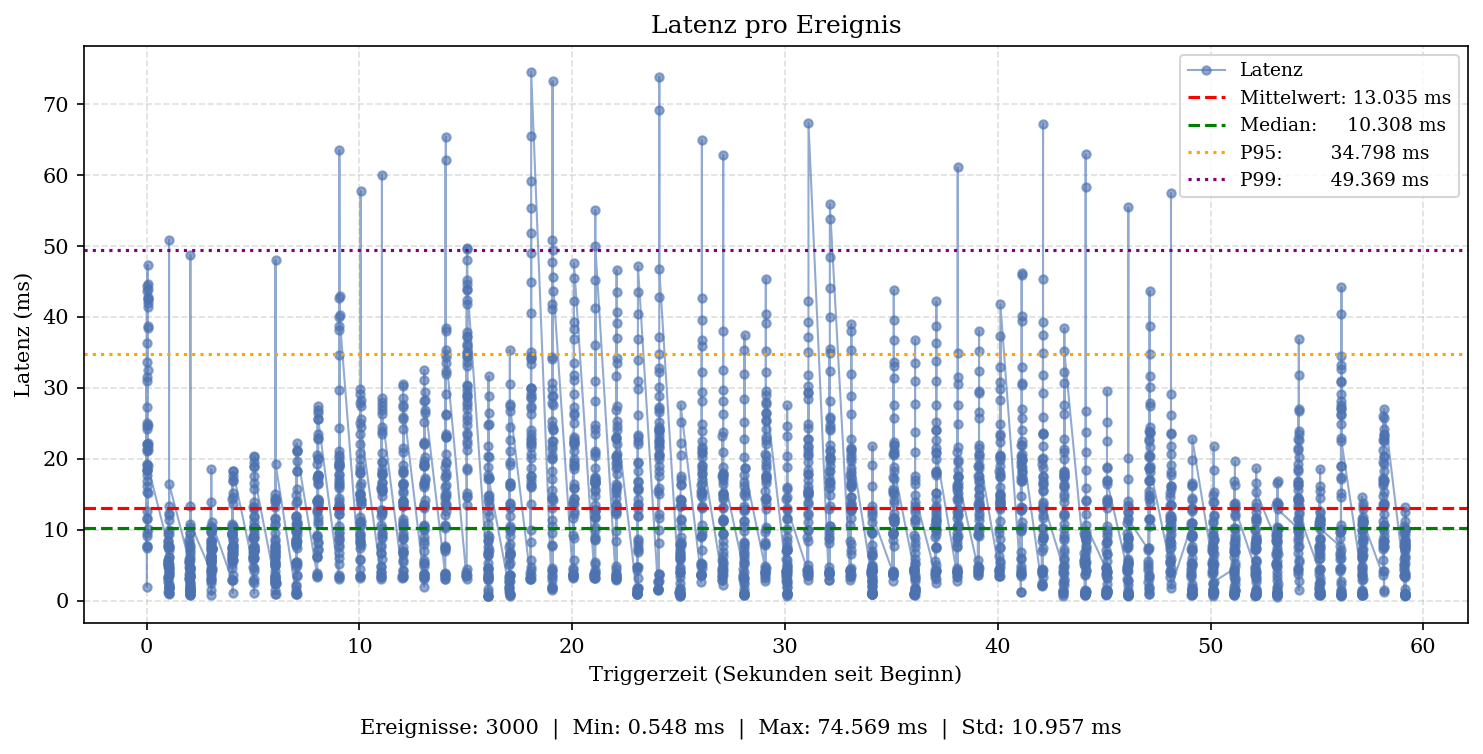 Latenz pro Ereignis
Latenz (ms)
70
60
50
40
30
20
10
0
Latenz
Mittelwert: 13.035 ms
Median: 10.308 ms
P95: 34.798 ms
P99: 49.369 ms
0 10 20 30 40 50 60
Triggerzeit (Sekunden seit Beginn)
Ereignisse: 3000 | Min: 0.548 ms | Max: 74.569 ms | Std: 10.957 ms